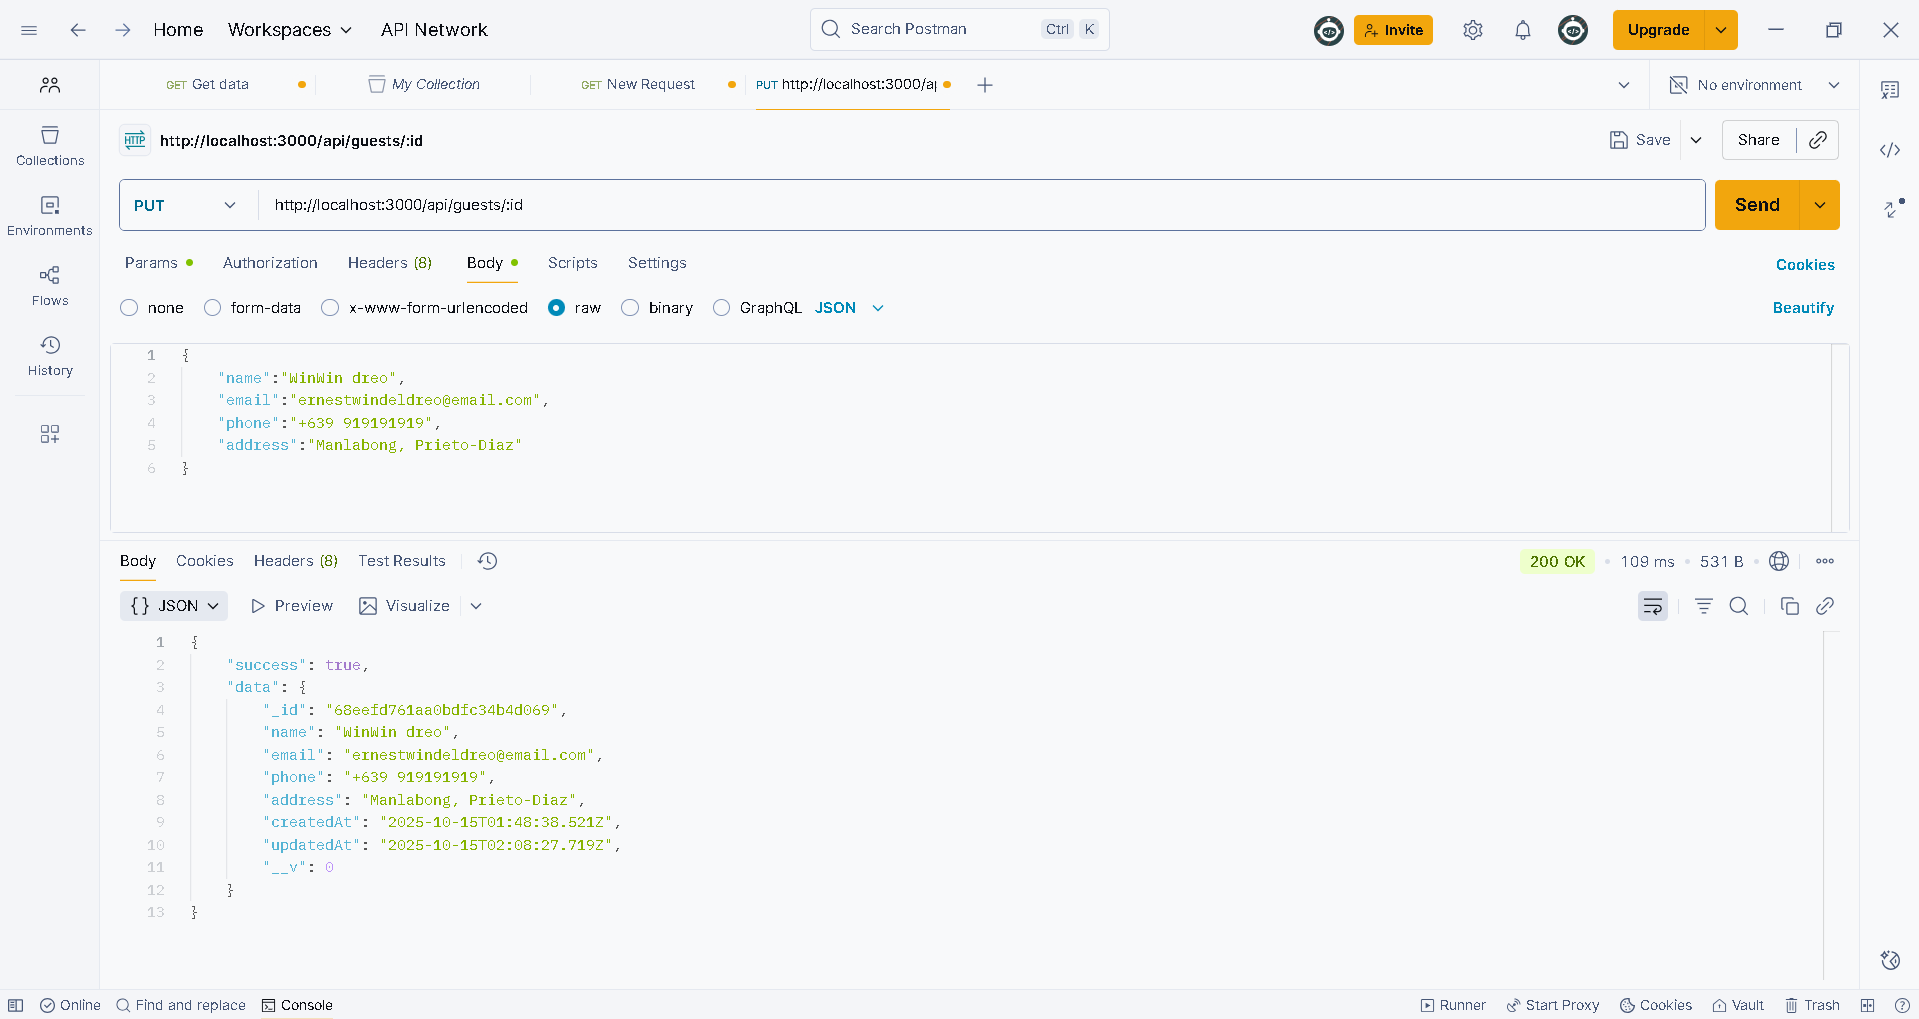 Home Workspaces API Network Search Postman Ctrl K Invite Upgrade
GET Get data My Collection GET New Request PUT http://localhost:3000/ap No environment
HTTP http://localhost:3000/api/guests/:id Save Share
Collections
PUT http://localhost:3000/api/guests/:id Send
Environments
Params Authorization Headers (8) Body Scripts Settings Cookies
Flows
none form-data x-www-form-urlencoded raw binary GraphQL JSON Beautify
History
1 {
2 "name":"WinWin dreo",
3 "email":"ernestwindeldreo@email.com",
4 "phone":"+639 919191919",
5 "address":"Manlabong, Prieto-Diaz"
6 }
Body Cookies Headers (8) Test Results 200 OK • 109 ms • 531 B
{} JSON Preview Visualize
1 {
2 "success": true,
3 "data": {
4 "_id": "68eefd761aa0bdfc34b4d069",
5 "name": "WinWin dreo",
6 "email": "ernestwindeldreo@email.com",
7 "phone": "+639 919191919",
8 "address": "Manlabong, Prieto-Diaz",
9 "createdAt": "2025-10-15T01:48:38.521Z",
10 "updatedAt": "2025-10-15T02:08:27.719Z",
11 "__v": 0
12 }
13 }
Online Find and replace Console Runner Start Proxy Cookies Vault Trash